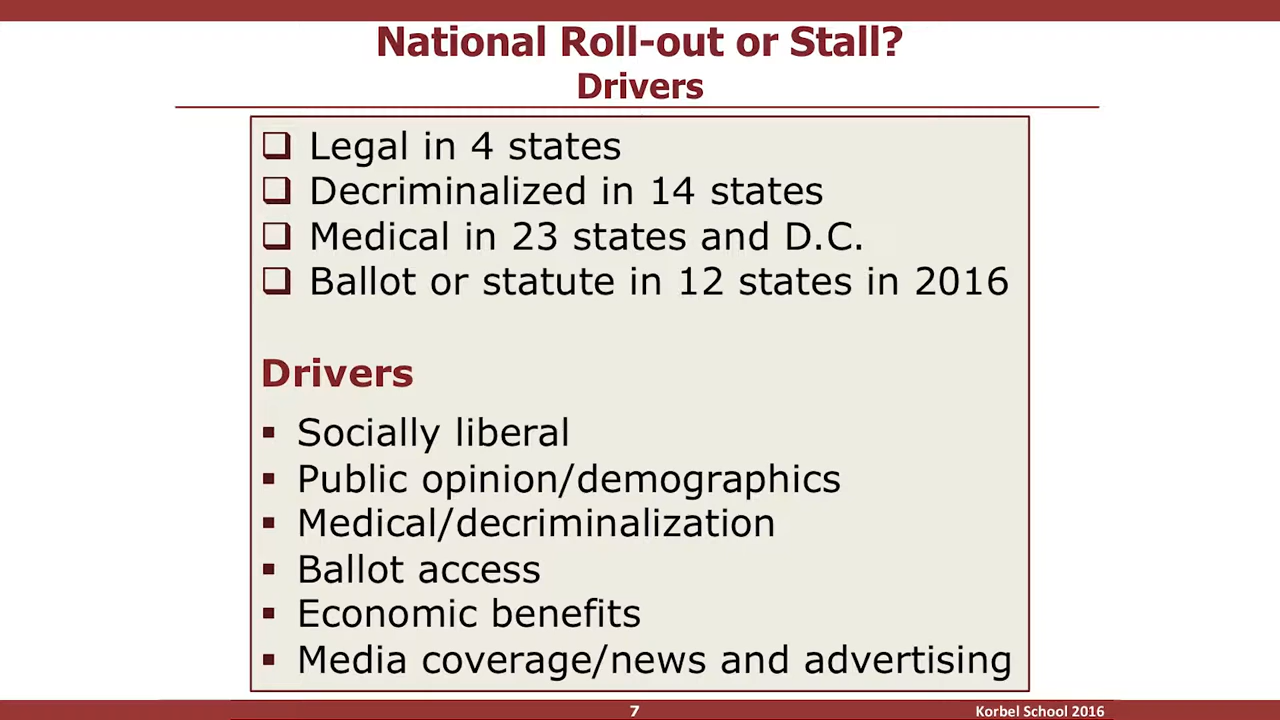 National Roll-out or Stall?
Drivers
Legal in 4 states
Decriminalized in 14 states
Medical in 23 states and D.C.
Ballot or statute in 12 states in 2016
Drivers
Socially liberal
Public opinion/demographics
Medical/decriminalization
Ballot access
Economic benefits
Media coverage/news and advertising
7
Korbel School 2016